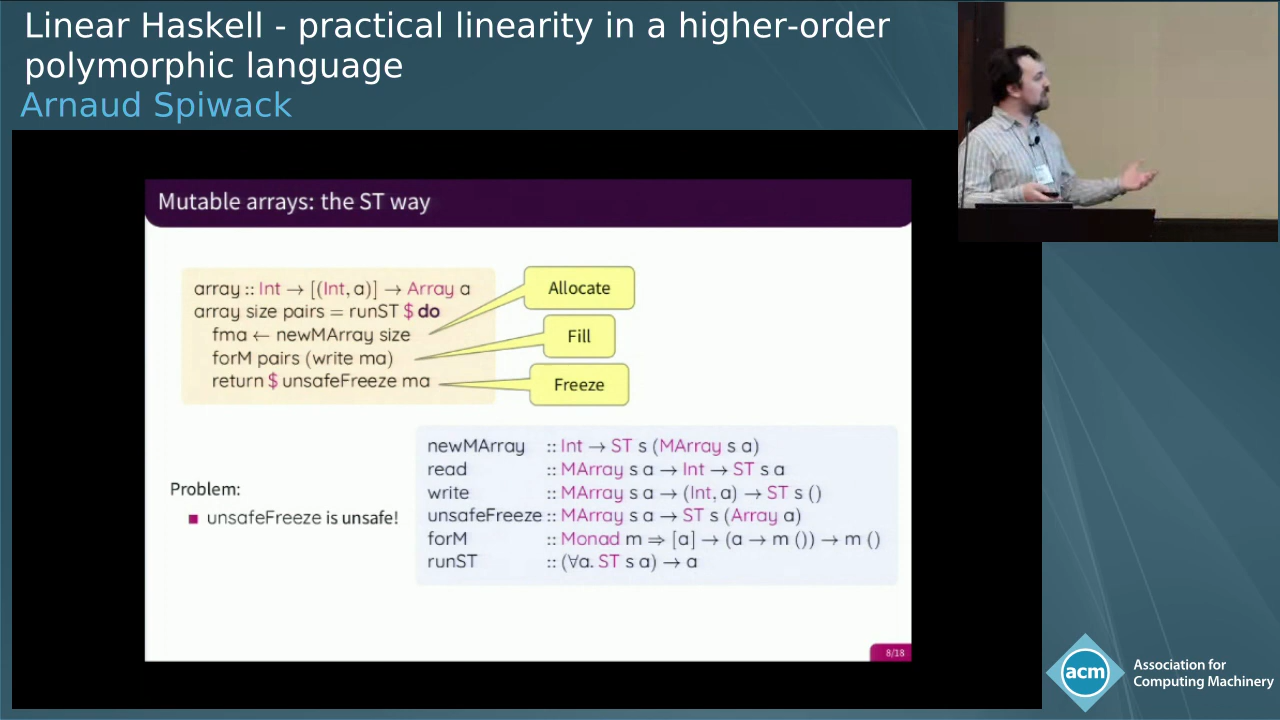 Linear Haskell - practical linearity in a higher-order
polymorphic language
Arnaud Spiwack
Mutable arrays: the ST way
array :: Int → [(Int, a)] → Array a
array size pairs = runST $ do
fma ← newMArray size
forM pairs (write ma)
return $ unsafeFreeze ma
Allocate
Fill
Freeze
newMArray :: Int → ST s (MArray s a)
read :: MArray s a → Int → ST s a
write :: MArray s a → (Int, a) → ST s ()
unsafeFreeze :: MArray s a → ST s (Array a)
forM :: Monad m ⇒ [a] → (a → m ()) → m ()
runST :: (∀a. ST s a) → a
Problem:
■ unsafeFreeze is unsafe!
8/18
acm
Association for
Computing Machinery